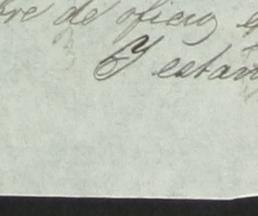 de oficio
Y estan